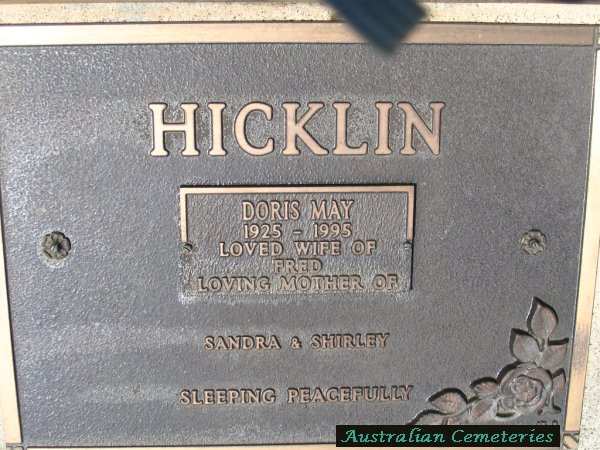 HICKLIN
DORIS MAY
1925 - 1995
LOVED WIFE OF
FRED
LOVING MOTHER OF
SANDRA & SHIRLEY
SLEEPING PEACEFULLY
Australian Cemeteries